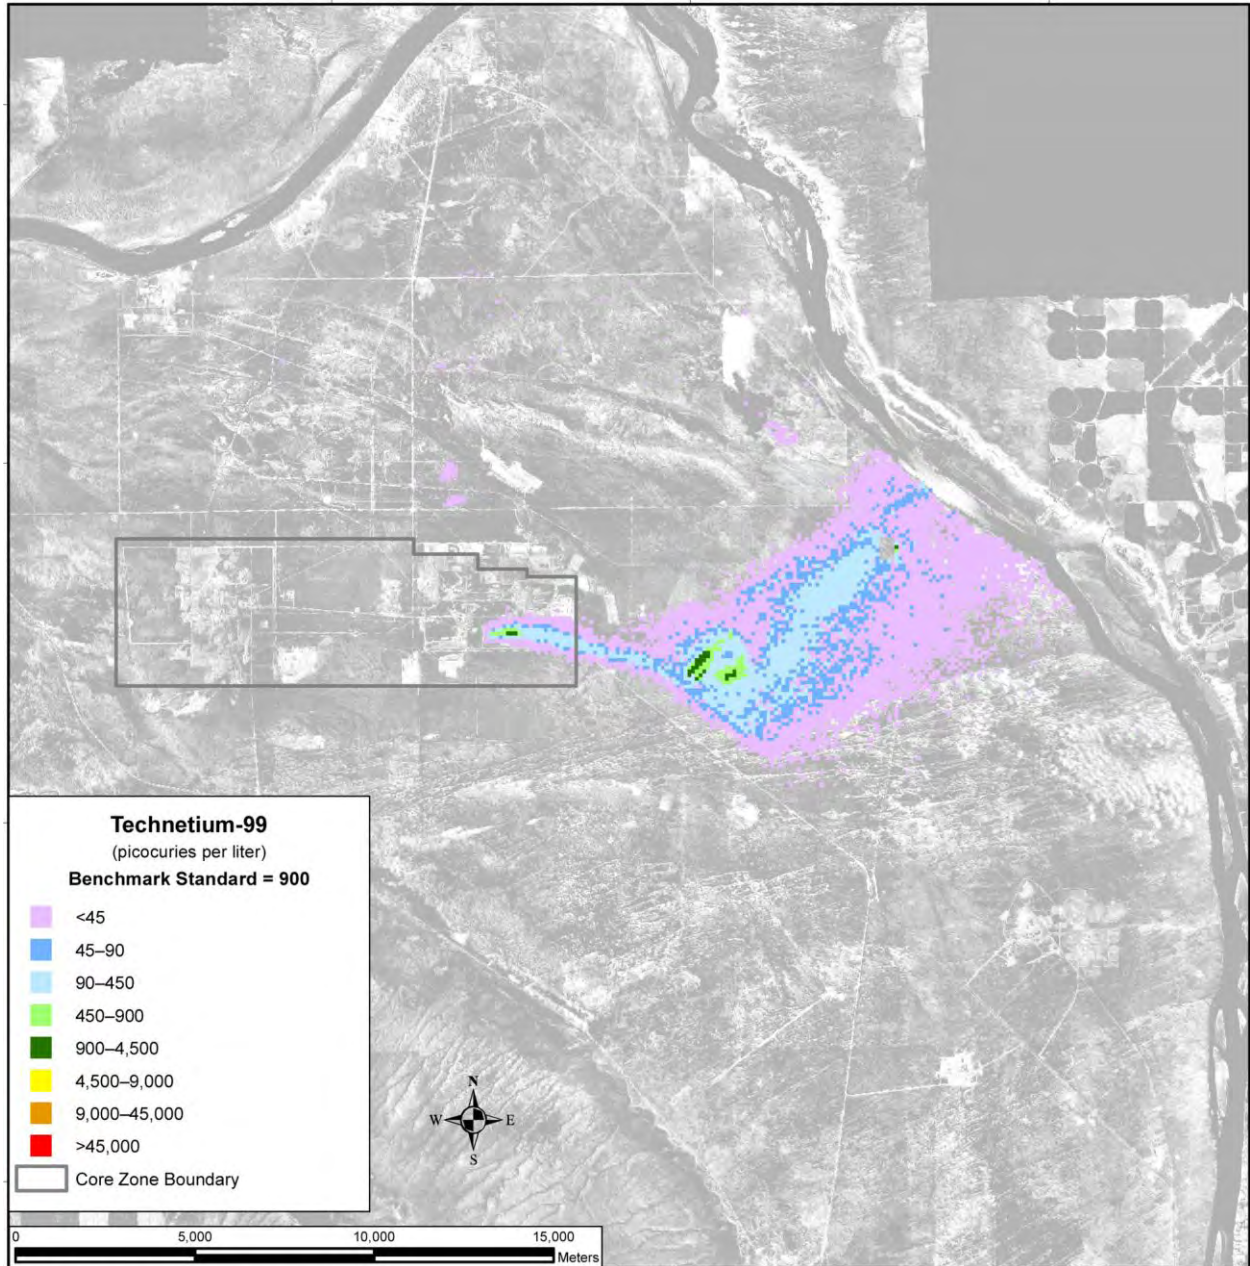 Technetium-99
(picocuries per liter)
Benchmark Standard = 900
<45
45–90
90–450
450–900
900–4,500
4,500–9,000
9,000–45,000
>45,000
Core Zone Boundary
N
W E
S
0 5,000 10,000 15,000
Meters